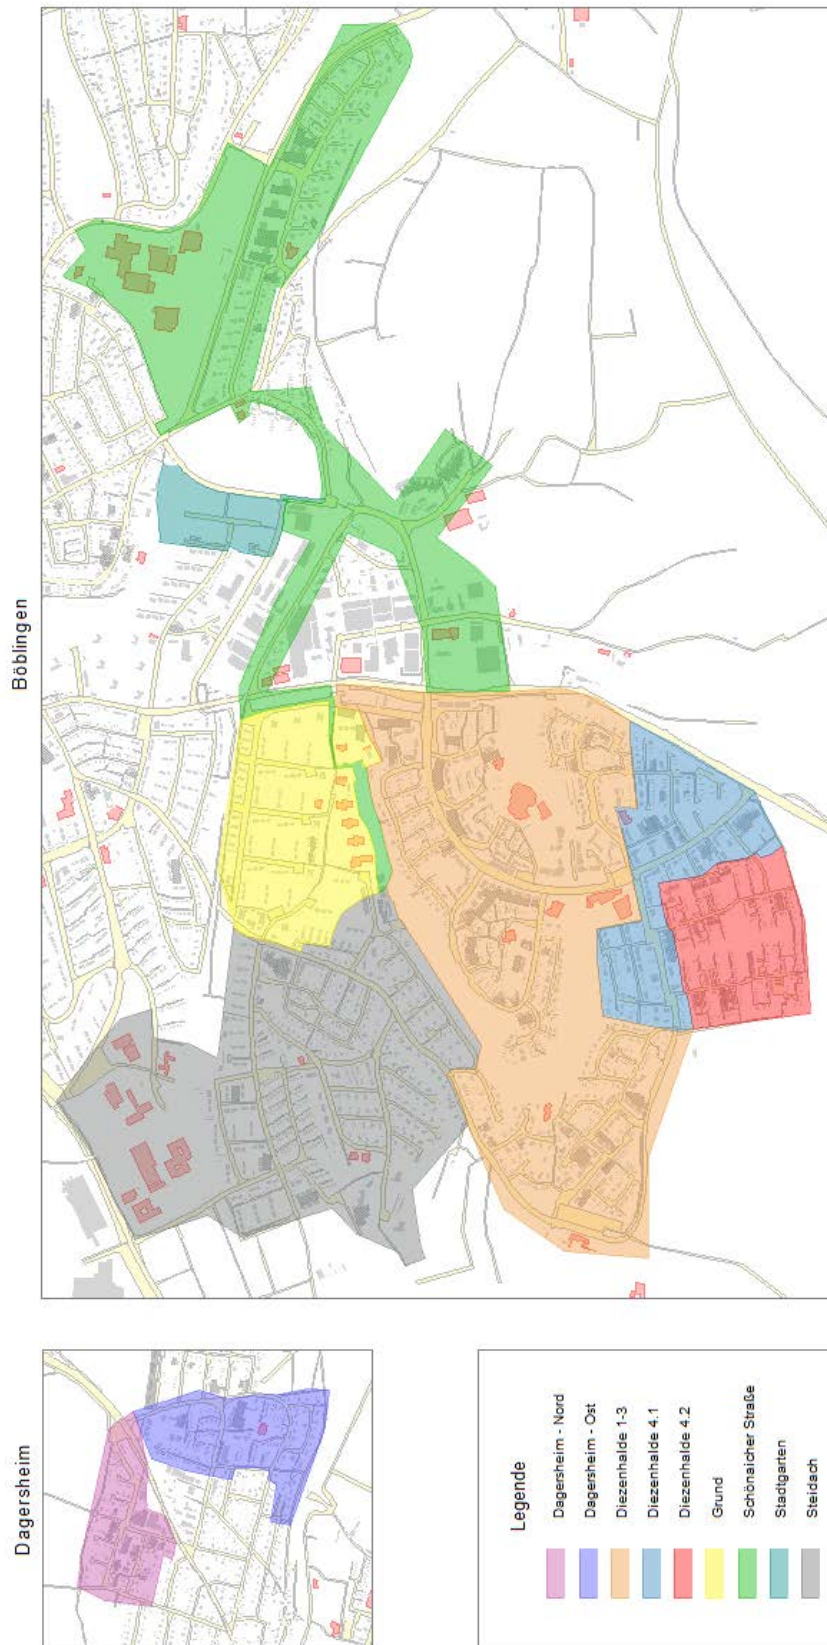 Böblingen
Dagersheim
Legende
Dagersheim - Nord
Dagersheim - Ost
Diezenhalde 1-3
Diezenhalde 4.1
Diezenhalde 4.2
Grund
Schönaicher Straße
Stadtgarten
Steidach